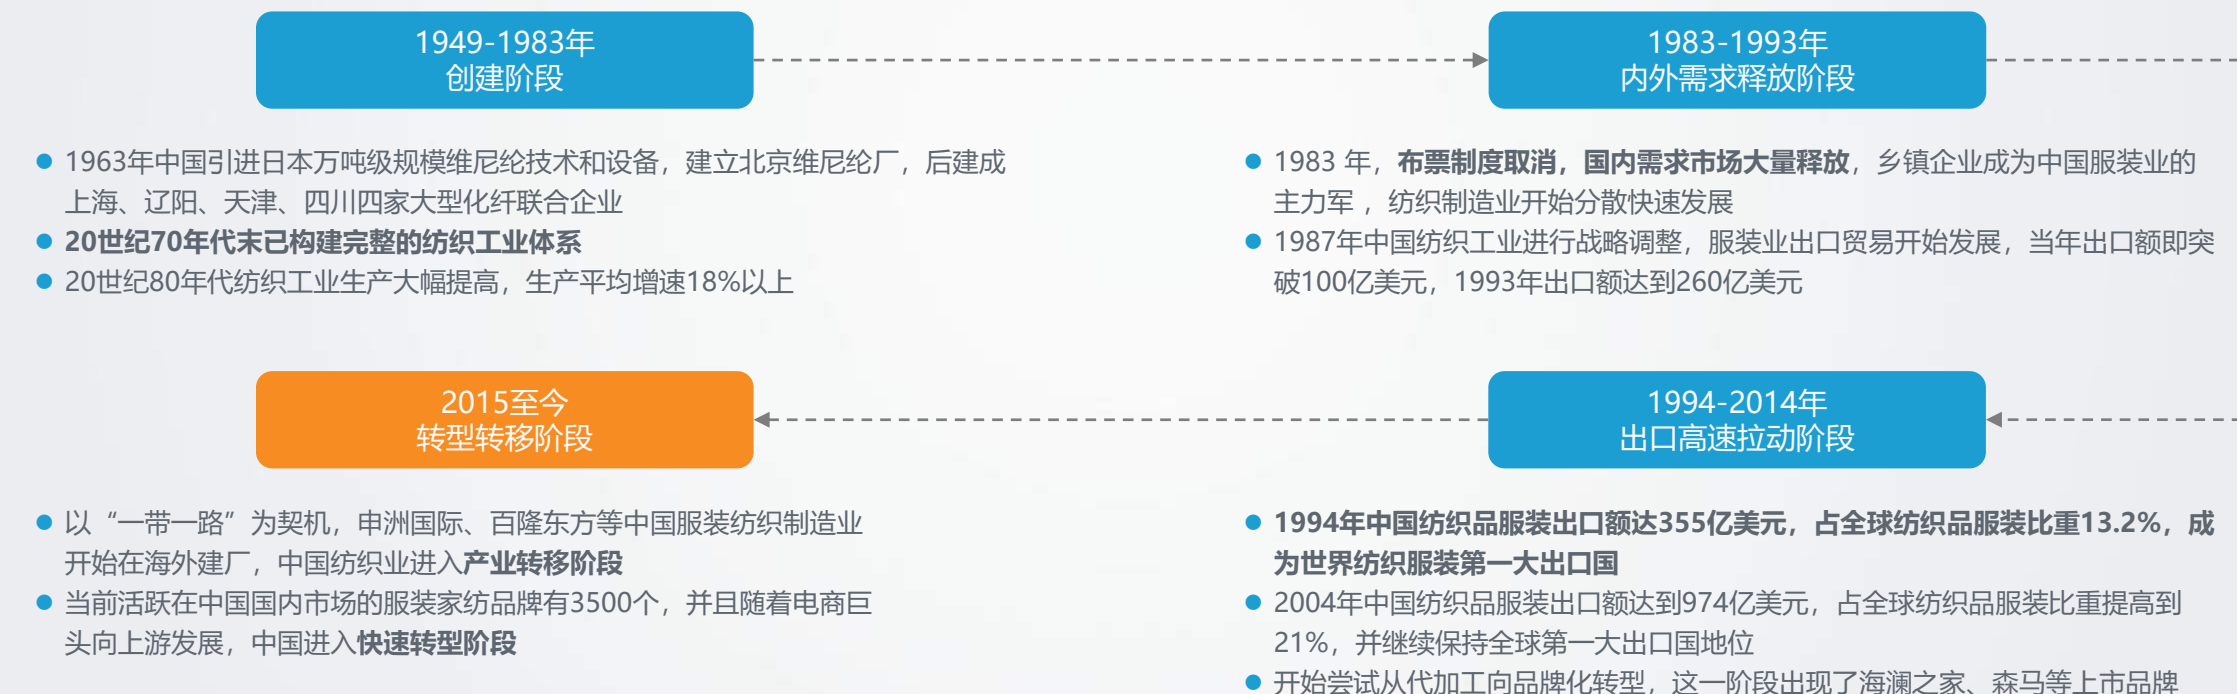 1949-1983年
创建阶段
1963年中国引进日本万吨级规模维尼纶技术和设备，建立北京维尼纶厂，后建成
上海、辽阳、天津、四川四家大型化纤联合企业
20世纪70年代末已构建完整的纺织工业体系
20世纪80年代纺织工业生产大幅提高，生产平均增速18%以上
1983-1993年
内外需求释放阶段
1983 年，布票制度取消，国内需求市场大量释放，乡镇企业成为中国服装业的
主力军 ，纺织制造业开始分散快速发展
1987年中国纺织工业进行战略调整，服装业出口贸易开始发展，当年出口额即突
破100亿美元，1993年出口额达到260亿美元
1994-2014年
出口高速拉动阶段
1994年中国纺织品服装出口额达355亿美元，占全球纺织品服装比重13.2%，成
为世界纺织服装第一大出口国
2004年中国纺织品服装出口额达到974亿美元，占全球纺织品服装比重提高到
21%，并继续保持全球第一大出口国地位
开始尝试从代加工向品牌化转型，这一阶段出现了海澜之家、森马等上市品牌
2015至今
转型转移阶段
以“一带一路”为契机，申洲国际、百隆东方等中国服装纺织制造业
开始在海外建厂，中国纺织业进入产业转移阶段
当前活跃在中国国内市场的服装家纺品牌有3500个，并且随着电商巨
头向上游发展，中国进入快速转型阶段